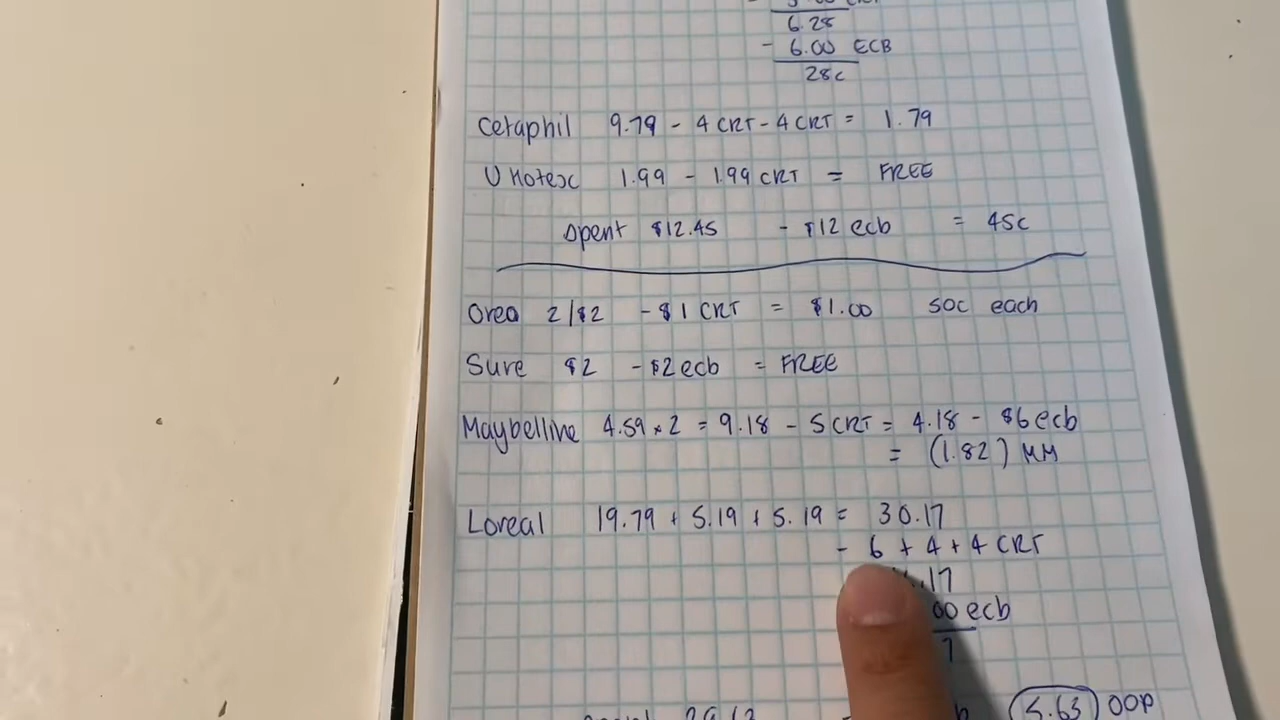 6.28
- 6.00 ECB
28c
Cetaphil 9.79 - 4 CRT - 4 CRT = 1.79
U Kotex 1.99 - 1.99 CRT = FREE
Spent $12.45 - $12 ecb = 45c
Oreo 2/$2 - $1 CRT = $1.00 50c each
Sure $2 - $2 ecb = FREE
Maybelline 4.59 x 2 = 9.18 - 5 CRT = 4.18 - $6 ecb
= (1.82) MM
Loreal 19.79 + 5.19 + 5.19 = 30.17
- 6 + 4 + 4 CRT
.17
00 ecb
7
5.63 OOP